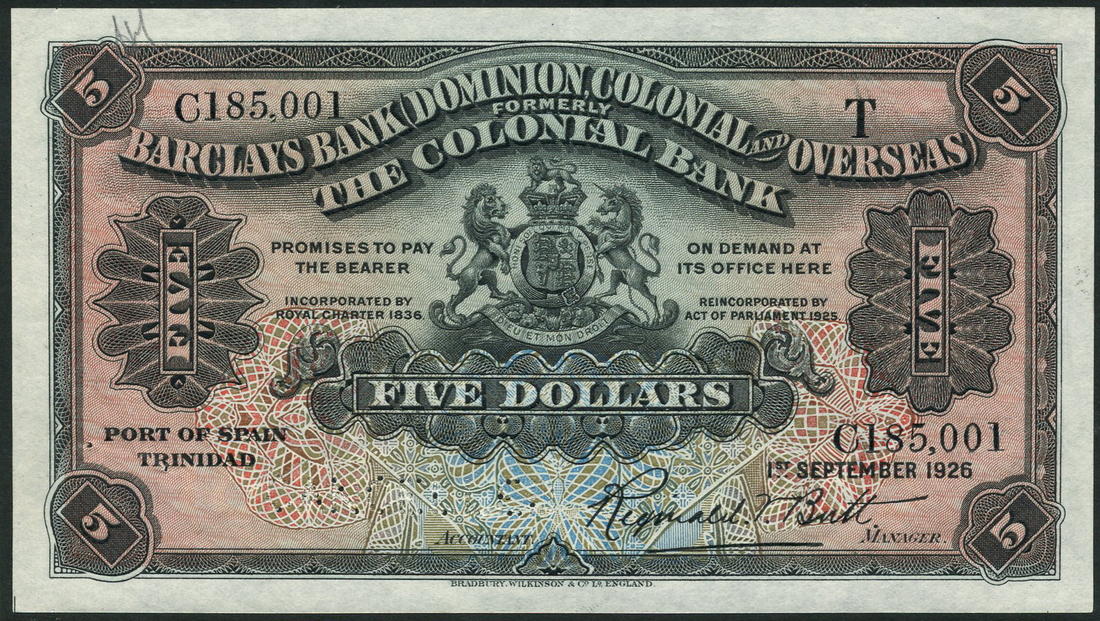 5
5
C185,001
T
BARCLAYS BANK (DOMINION, COLONIAL AND OVERSEAS)
FORMERLY
THE COLONIAL BANK
FIVE
FIVE
PROMISES TO PAY
THE BEARER
ON DEMAND AT
ITS OFFICE HERE
INCORPORATED BY
ROYAL CHARTER 1836.
REINCORPORATED BY
ACT OF PARLIAMENT 1925.
DIEU ET MON DROIT
FIVE DOLLARS
PORT OF SPAIN
TRINIDAD
C185,001
1ST SEPTEMBER 1926
ACCOUNTANT.
MANAGER.
5
5
BRADBURY, WILKINSON & Co Ld ENGLAND.